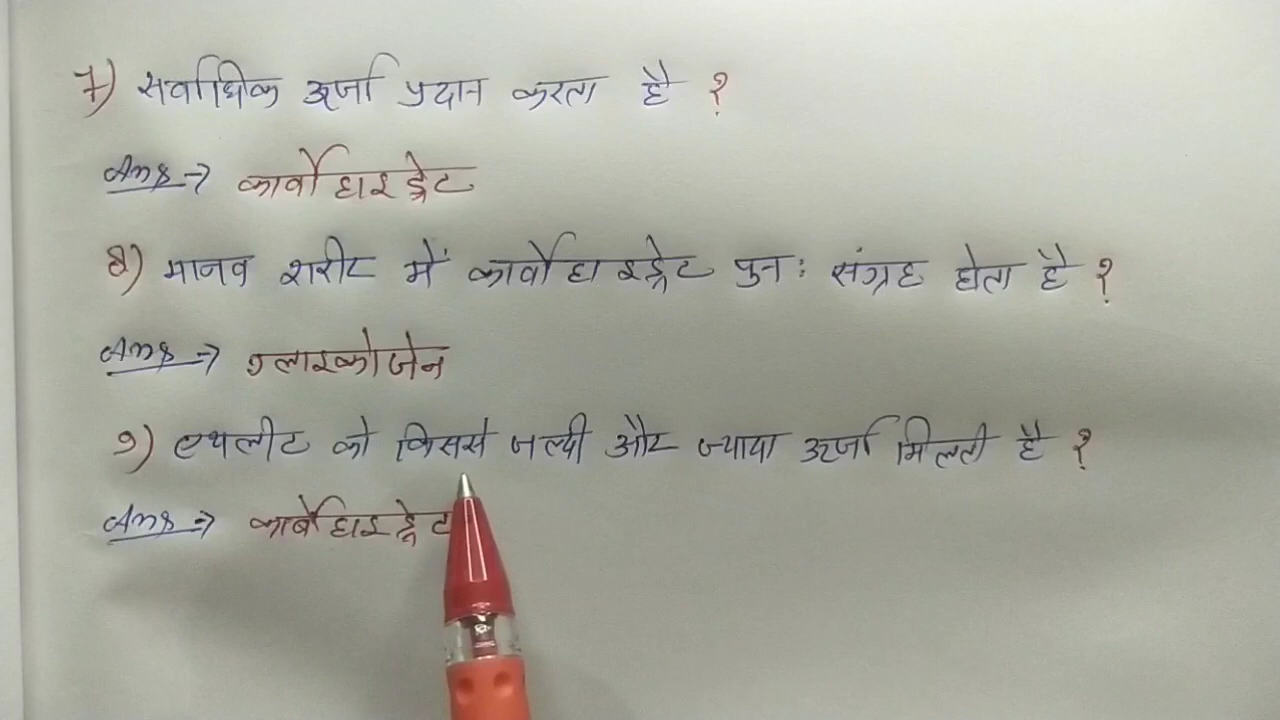 7) सर्वाधिक ऊर्जा प्रदान करता है ?
Ans → कार्वोहाइड्रेट
8) मानव शरीर में कार्वोहाइड्रेट पुनः संग्रह होता है ?
Ans → ग्लाइकोजेन
9) एथलीट को किससे जल्दी और ज्यादा ऊर्जा मिलती है ?
Ans → कार्बोहाइड्रेट